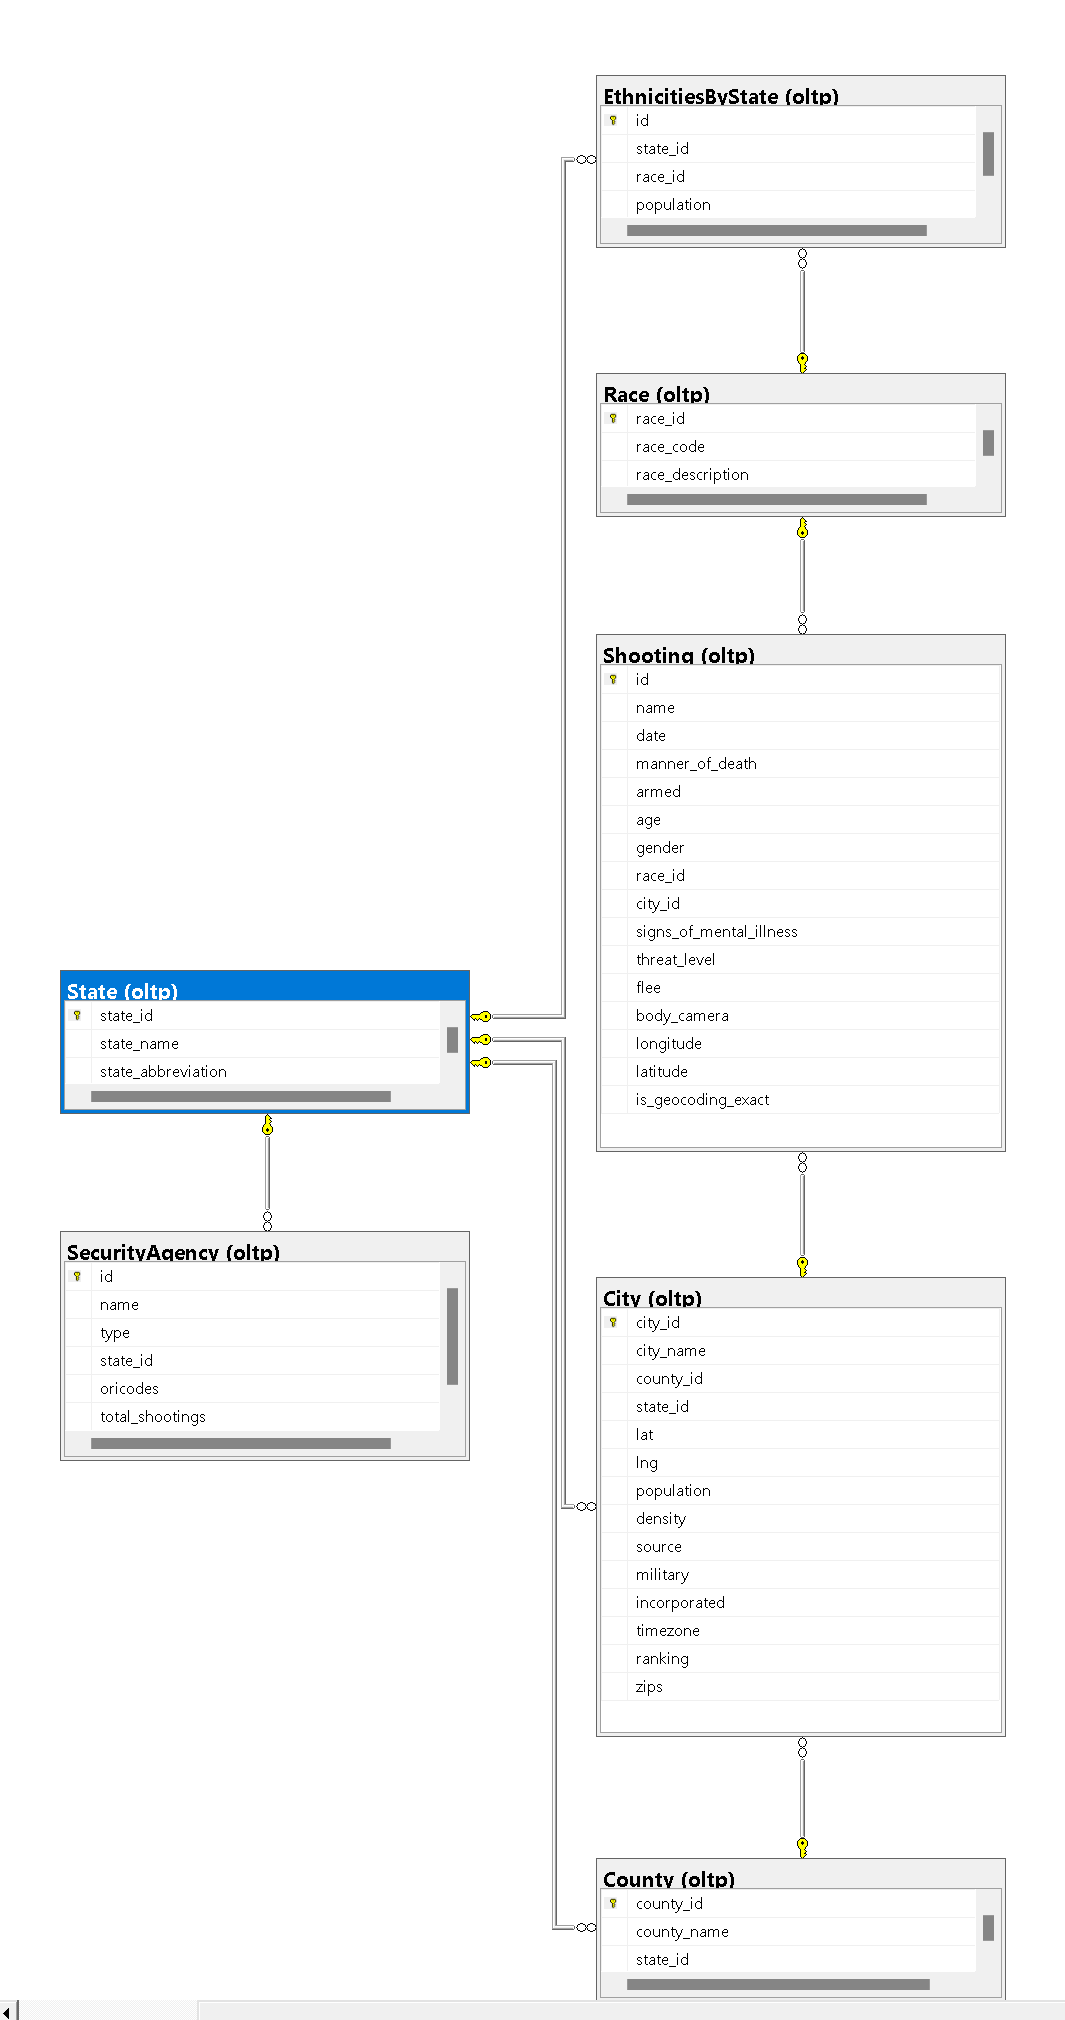 EthnicitiesByState (oltp)
id
state_id
race_id
population
Race (oltp)
race_id
race_code
race_description
Shooting (oltp)
id
name
date
manner_of_death
armed
age
gender
race_id
city_id
signs_of_mental_illness
threat_level
flee
body_camera
longitude
latitude
is_geocoding_exact
State (oltp)
state_id
state_name
state_abbreviation
SecurityAgency (oltp)
id
name
type
state_id
oricodes
total_shootings
City (oltp)
city_id
city_name
county_id
state_id
lat
lng
population
density
source
military
incorporated
timezone
ranking
zips
County (oltp)
county_id
county_name
state_id